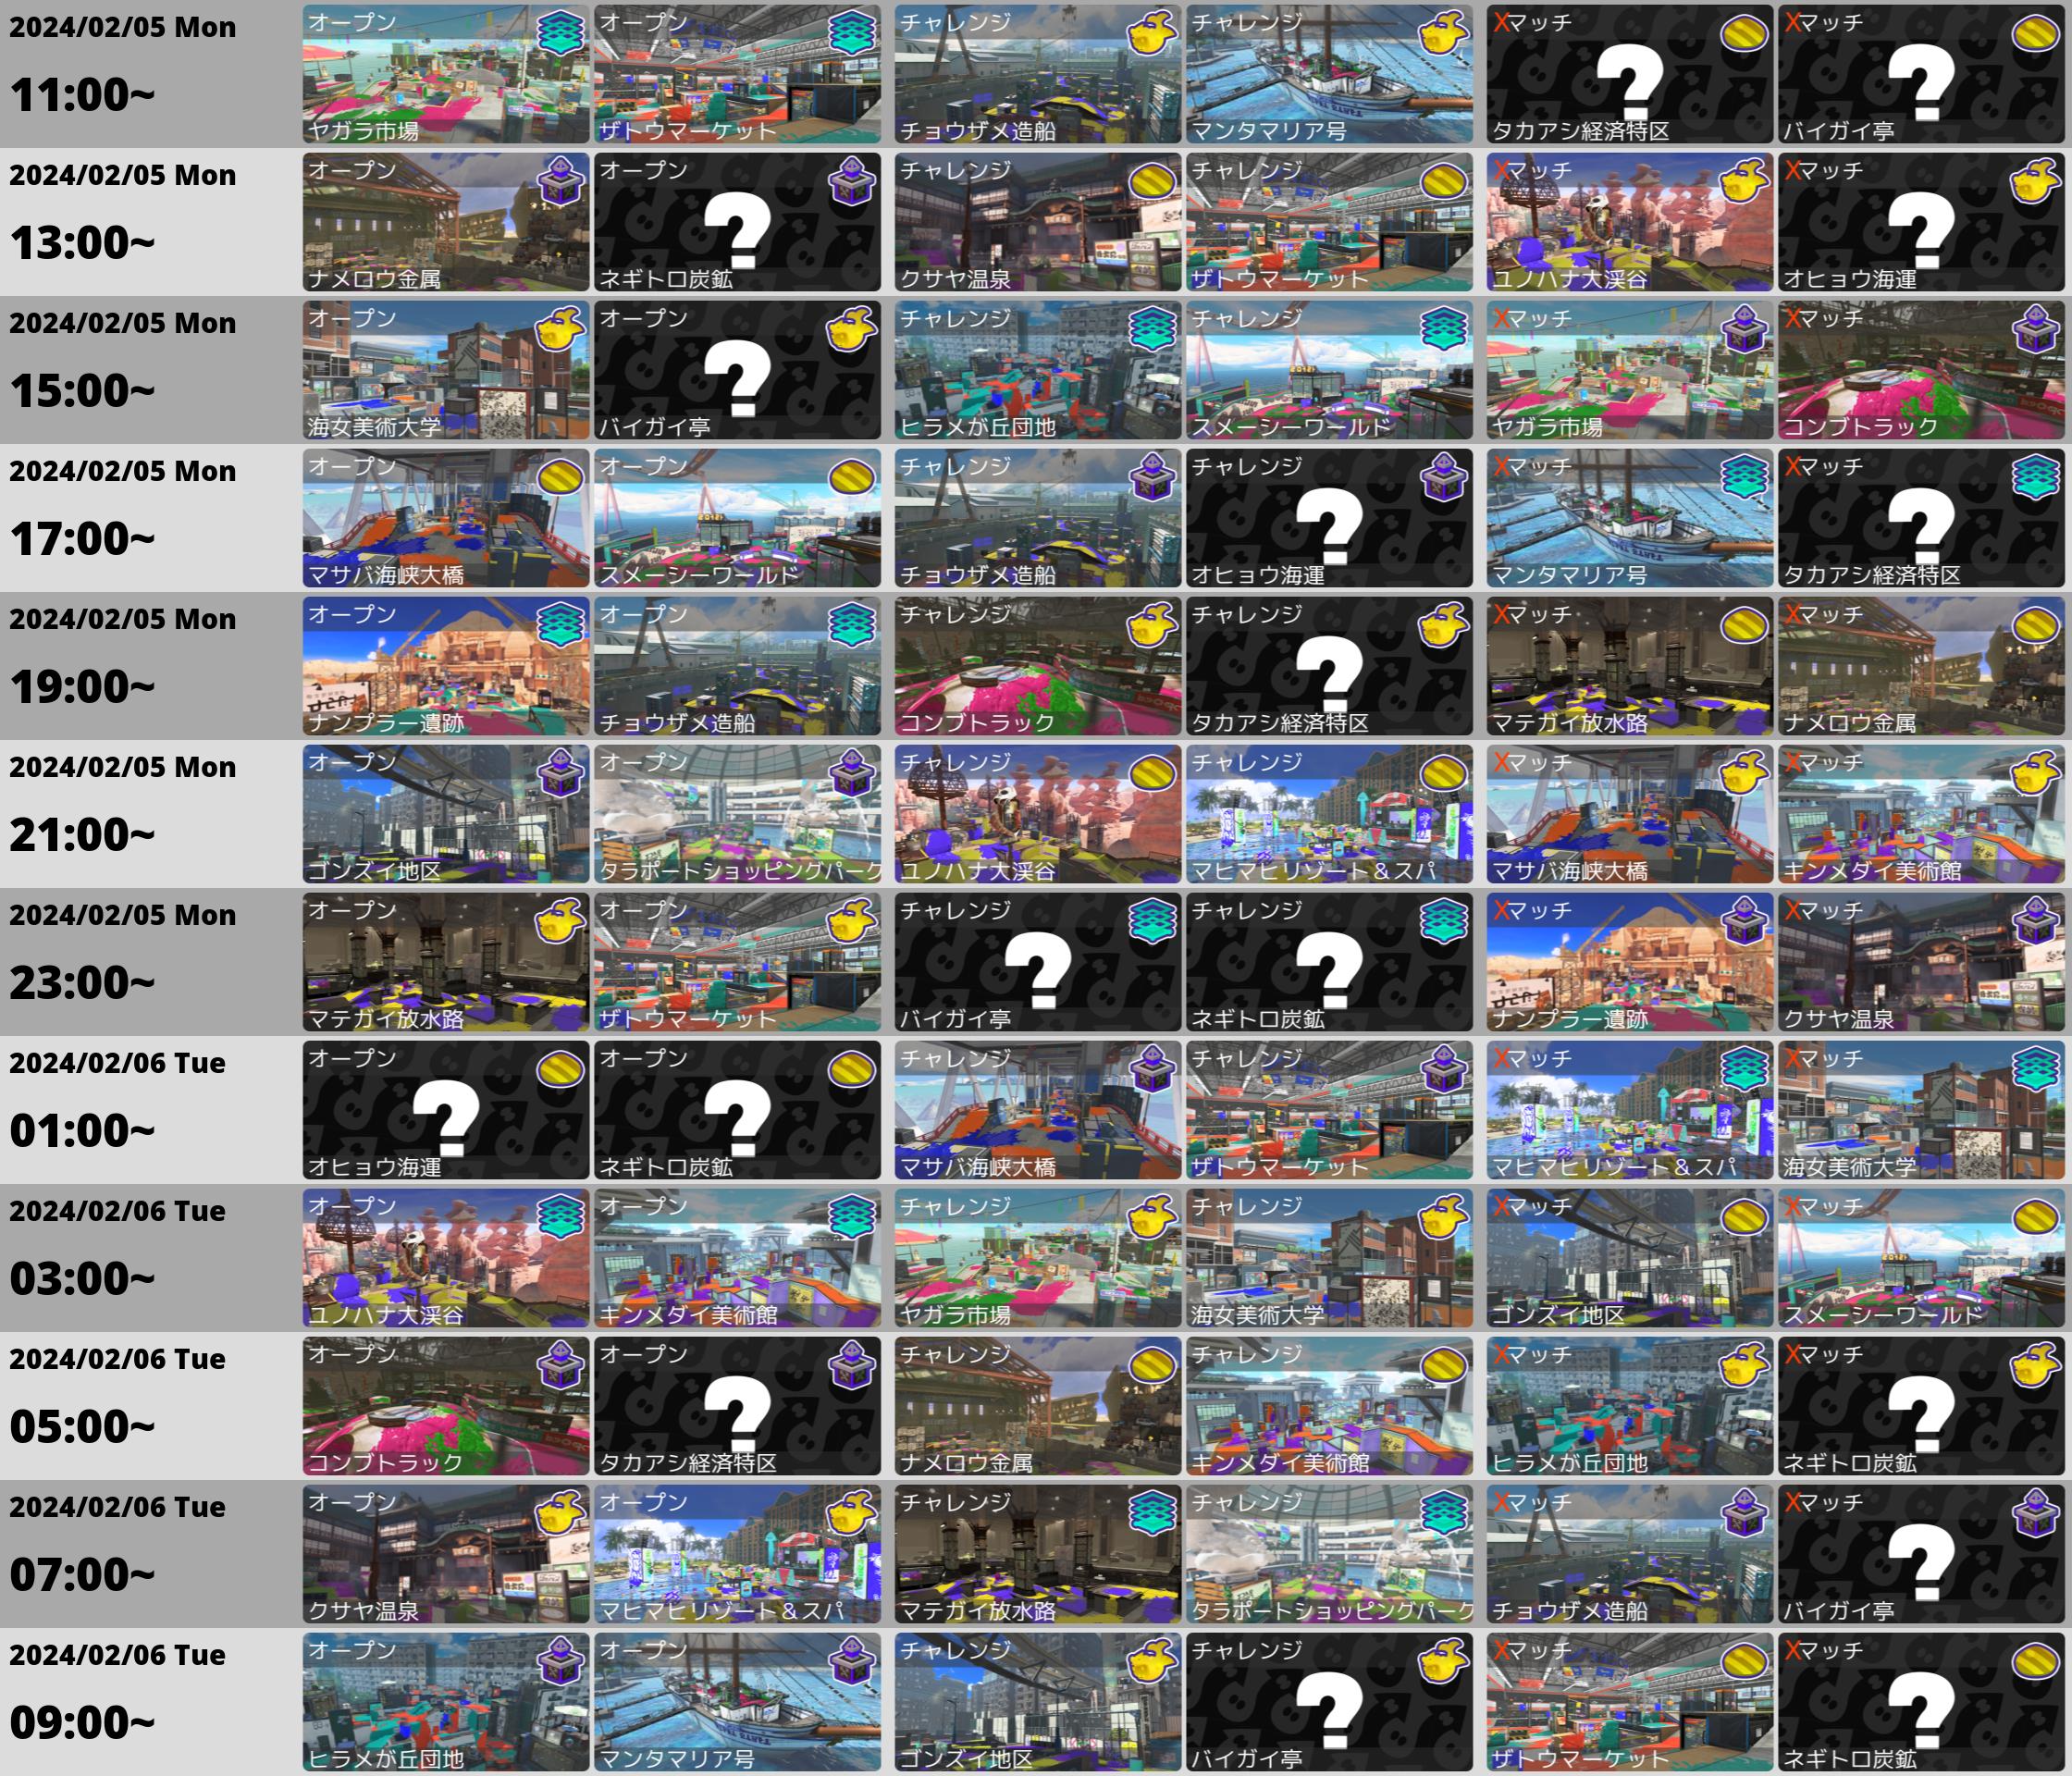 2024/02/05 Mon
11:00~
オープン
ヤガラ市場
オープン
ザトウマーケット
チャレンジ
チョウザメ造船
チャレンジ
マンタマリア号
Xマッチ
タカアシ経済特区
Xマッチ
バイガイ亭
2024/02/05 Mon
13:00~
オープン
ナメロウ金属
オープン
ネギトロ炭鉱
チャレンジ
クサヤ温泉
チャレンジ
ザトウマーケット
Xマッチ
ユノハナ大渓谷
Xマッチ
オヒョウ海運
2024/02/05 Mon
15:00~
オープン
海女美術大学
オープン
バイガイ亭
チャレンジ
ヒラメが丘団地
チャレンジ
スメーシーワールド
Xマッチ
ヤガラ市場
Xマッチ
コンブトラック
2024/02/05 Mon
17:00~
オープン
マサバ海峡大橋
オープン
スメーシーワールド
チャレンジ
チョウザメ造船
チャレンジ
オヒョウ海運
Xマッチ
マンタマリア号
Xマッチ
タカアシ経済特区
2024/02/05 Mon
19:00~
オープン
ナンプラー遺跡
オープン
チョウザメ造船
チャレンジ
コンブトラック
チャレンジ
タカアシ経済特区
Xマッチ
マテガイ放水路
Xマッチ
ナメロウ金属
2024/02/05 Mon
21:00~
オープン
ゴンズイ地区
オープン
タラポートショッピングパーク
チャレンジ
ユノハナ大渓谷
チャレンジ
マヒマヒリゾート＆スパ
Xマッチ
マサバ海峡大橋
Xマッチ
キンメダイ美術館
2024/02/05 Mon
23:00~
オープン
マテガイ放水路
オープン
ザトウマーケット
チャレンジ
バイガイ亭
チャレンジ
ネギトロ炭鉱
Xマッチ
ナンプラー遺跡
Xマッチ
クサヤ温泉
2024/02/06 Tue
01:00~
オープン
オヒョウ海運
オープン
ネギトロ炭鉱
チャレンジ
マサバ海峡大橋
チャレンジ
ザトウマーケット
Xマッチ
マヒマヒリゾート＆スパ
Xマッチ
海女美術大学
2024/02/06 Tue
03:00~
オープン
ユノハナ大渓谷
オープン
キンメダイ美術館
チャレンジ
ヤガラ市場
チャレンジ
海女美術大学
Xマッチ
ゴンズイ地区
Xマッチ
スメーシーワールド
2024/02/06 Tue
05:00~
オープン
コンブトラック
オープン
タカアシ経済特区
チャレンジ
ナメロウ金属
チャレンジ
キンメダイ美術館
Xマッチ
ヒラメが丘団地
Xマッチ
ネギトロ炭鉱
2024/02/06 Tue
07:00~
オープン
クサヤ温泉
オープン
マヒマヒリゾート＆スパ
チャレンジ
マテガイ放水路
チャレンジ
タラポートショッピングパーク
Xマッチ
チョウザメ造船
Xマッチ
バイガイ亭
2024/02/06 Tue
09:00~
オープン
ヒラメが丘団地
オープン
マンタマリア号
チャレンジ
ゴンズイ地区
チャレンジ
バイガイ亭
Xマッチ
ザトウマーケット
Xマッチ
ネギトロ炭鉱